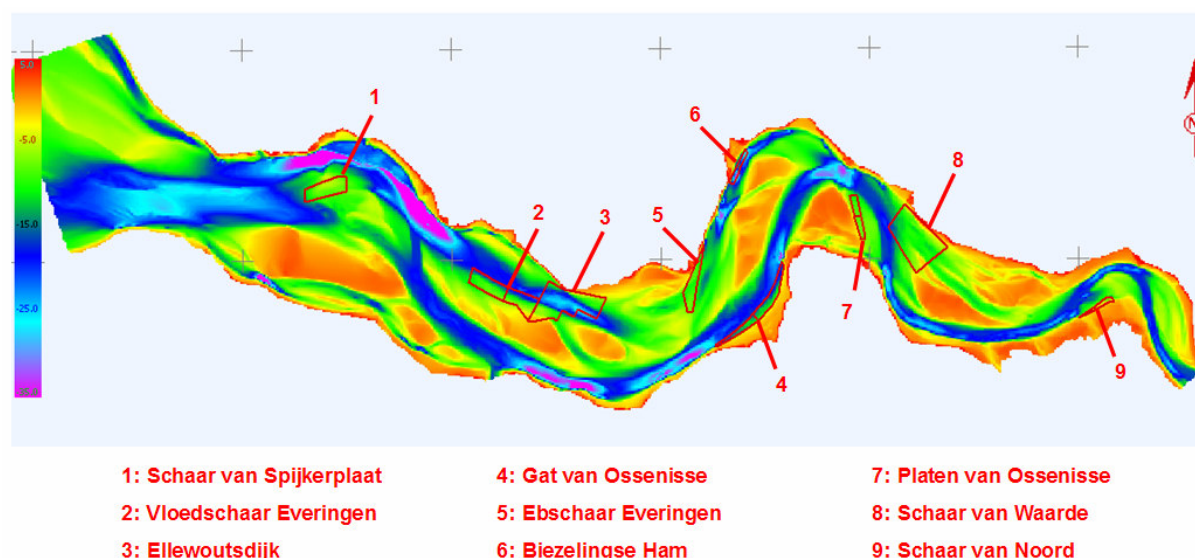 5.0
-5.0
-15.0
-25.0
N
1
2
3
4
5
6
7
8
9
1: Schaar van Spijkerplaat
4: Gat van Ossenisse
7: Platen van Ossenisse
2: Vloedschaar Everingen
5: Ebschaar Everingen
8: Schaar van Waarde
3: Ellewoutsdijk
6: Biezelingse Ham
9: Schaar van Noord